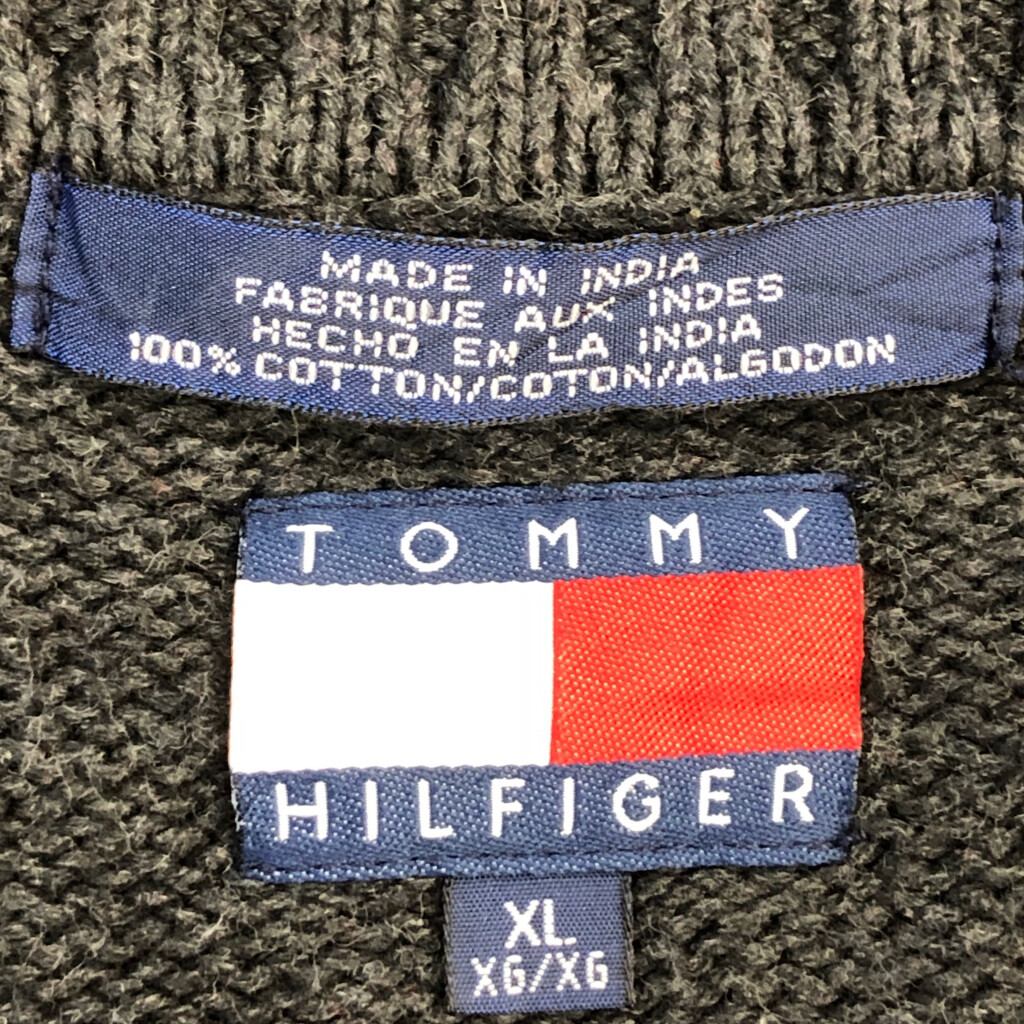 MADE IN INDIA
FABRIQUE AUX INDES
HECHO EN LA INDIA
100% COTTON/COTON/ALGODON
TOMMY
HILFIGER
XL
XG/XG